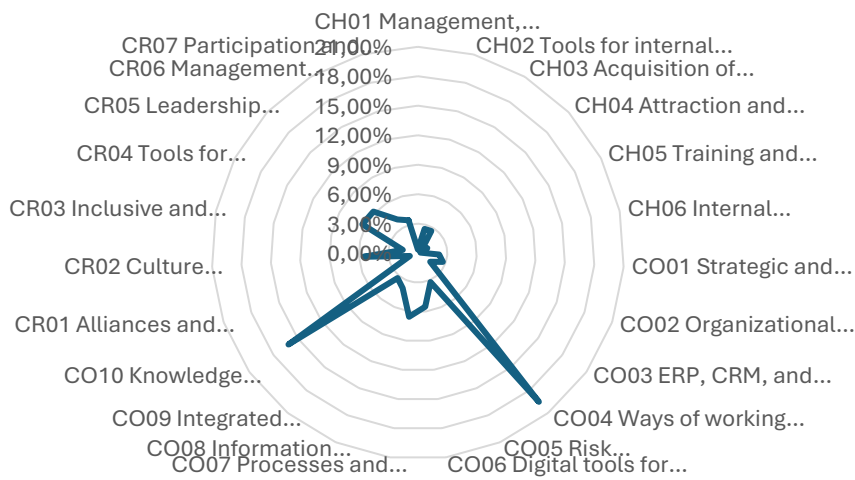 CH01 Management,...
CH02 Tools for internal...
CH03 Acquisition of...
CH04 Attraction and...
CH05 Training and...
CH06 Internal...
CO01 Strategic and...
CO02 Organizational...
CO03 ERP, CRM, and...
CO04 Ways of working...
CO05 Risk...
CO06 Digital tools for...
CO07 Processes and...
CO08 Information...
CO09 Integrated...
CO10 Knowledge...
CR01 Alliances and...
CR02 Culture...
CR03 Inclusive and...
CR04 Tools for...
CR05 Leadership...
CR06 Management...
CR07 Participation and...
21,00%
18,00%
15,00%
12,00%
9,00%
6,00%
3,00%
0,00%